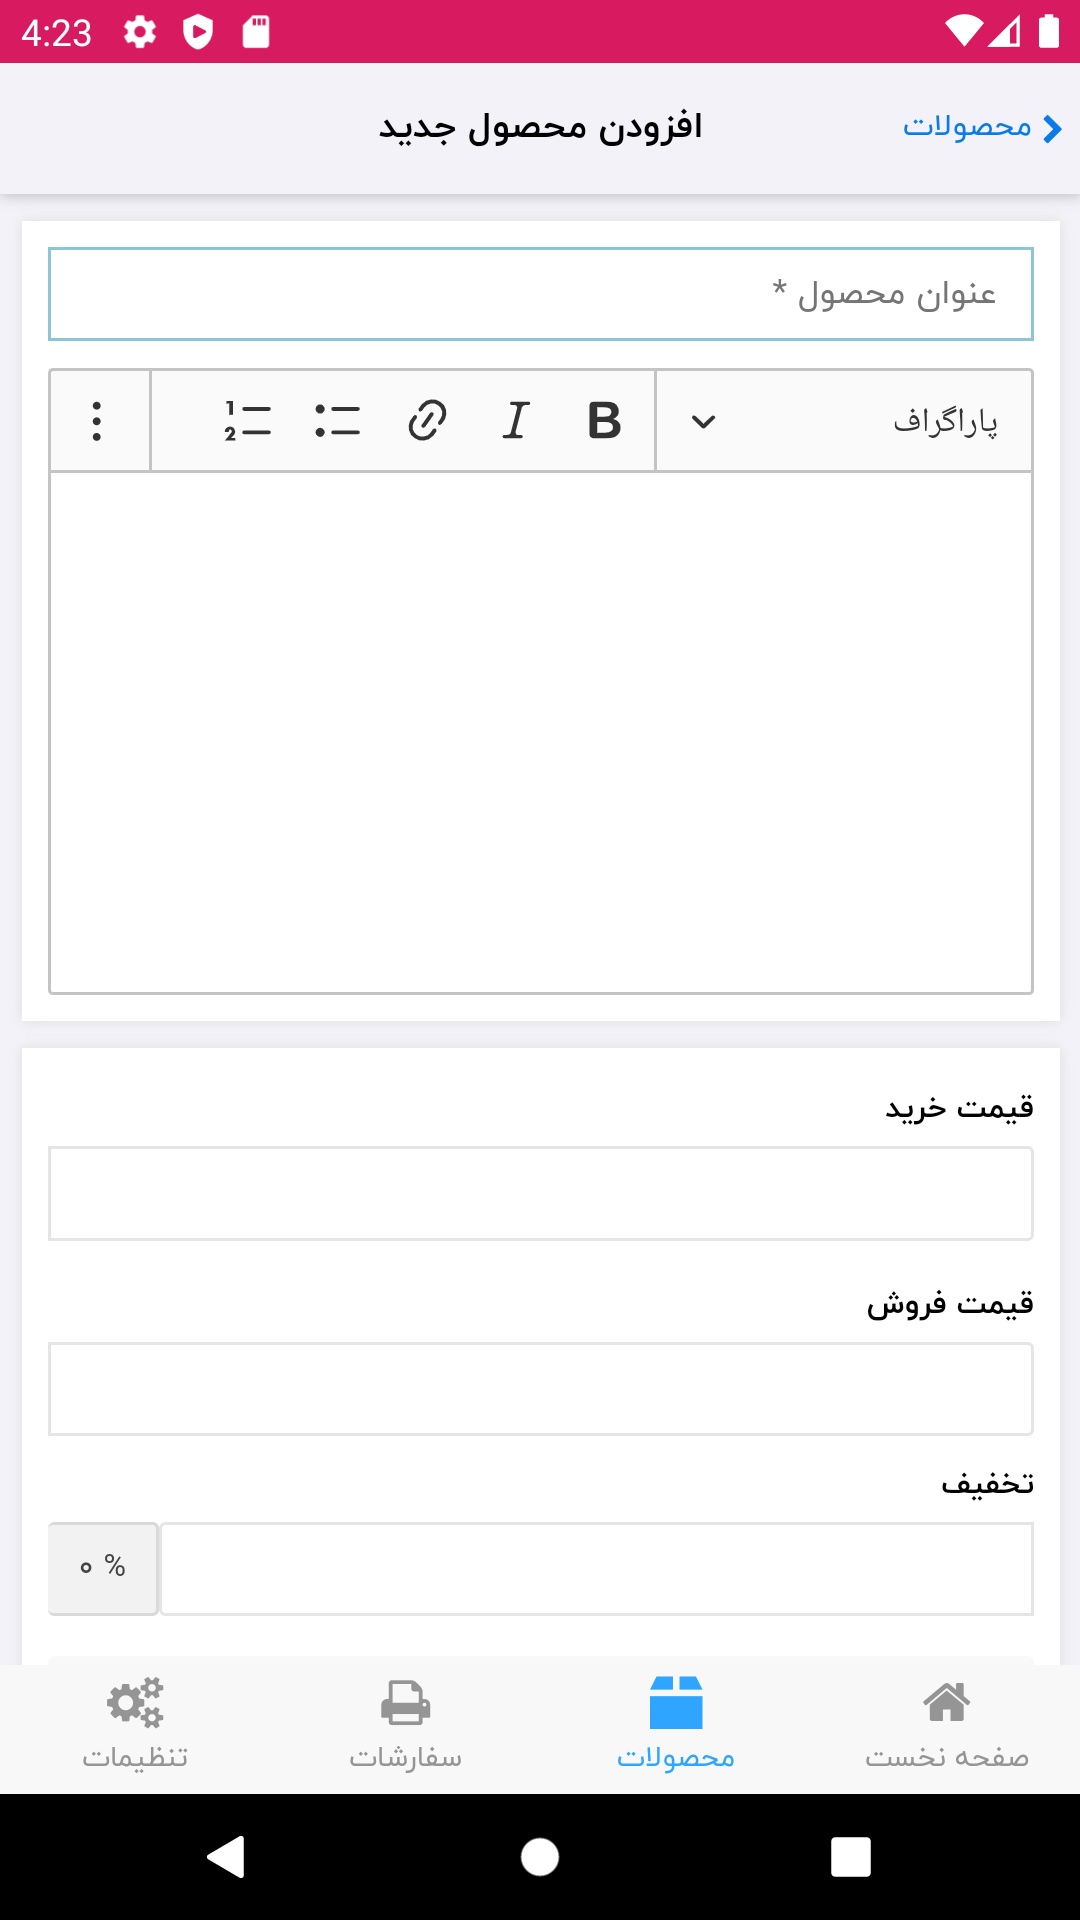 4:23
محصولات
افزودن محصول جدید
عنوان محصول *
پاراگراف
قیمت خرید
قیمت فروش
تخفیف
% ۰
صفحه نخست
محصولات
سفارشات
تنظیمات